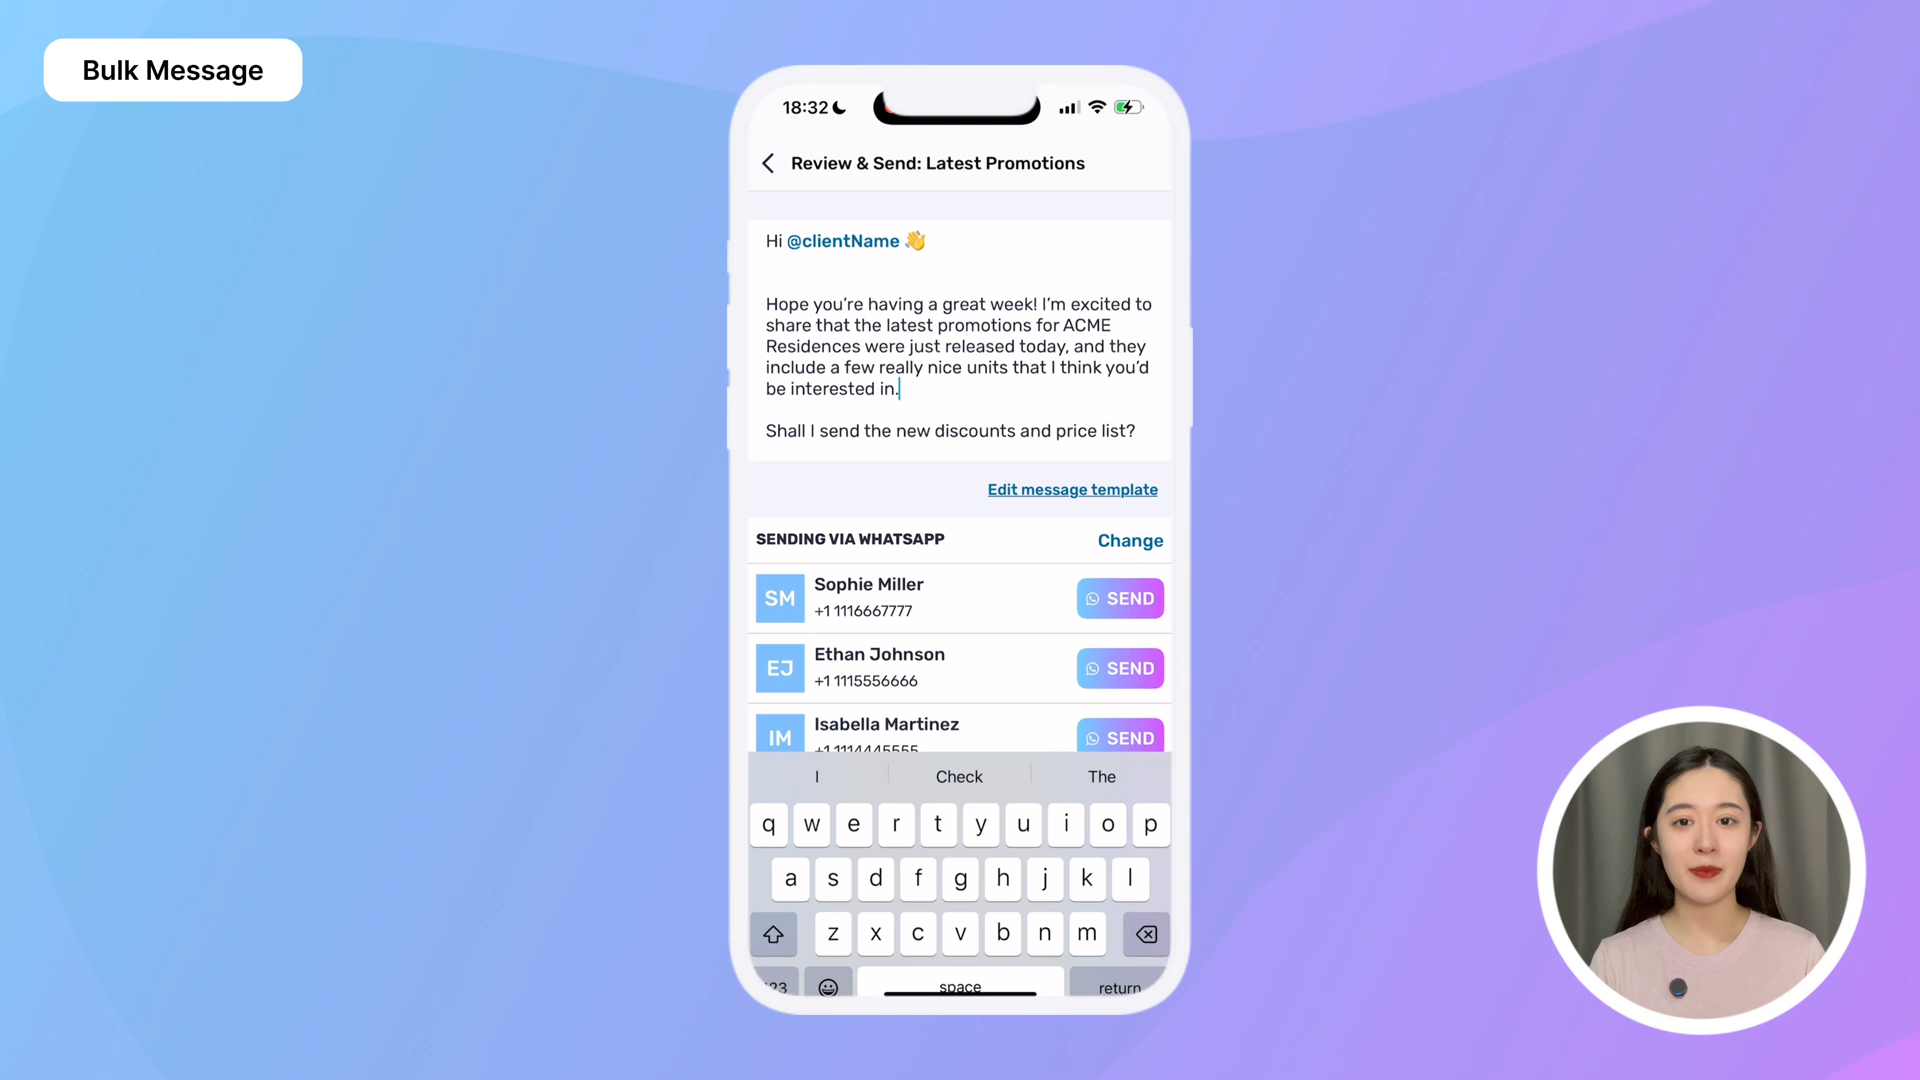 Bulk Message
18:32
Review & Send: Latest Promotions
Hi @clientName 👋
Hope you’re having a great week! I’m excited to
share that the latest promotions for ACME
Residences were just released today, and they
include a few really nice units that I think you’d
be interested in.
Shall I send the new discounts and price list?
Edit message template
SENDING VIA WHATSAPP Change
SM Sophie Miller SEND
+1 1116667777
EJ Ethan Johnson SEND
+1 1115556666
IM Isabella Martinez SEND
+1 1114445555
I Check The
q w e r t y u i o p
a s d f g h j k l
z x c v b n m
23 space return